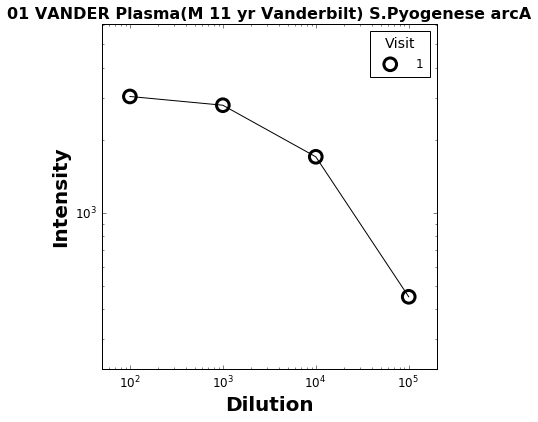 01 VANDER Plasma(M 11 yr Vanderbilt) S.Pyogenese arcA
Visit
1
Intensity
10³
10² 10³ 10⁴ 10⁵
Dilution